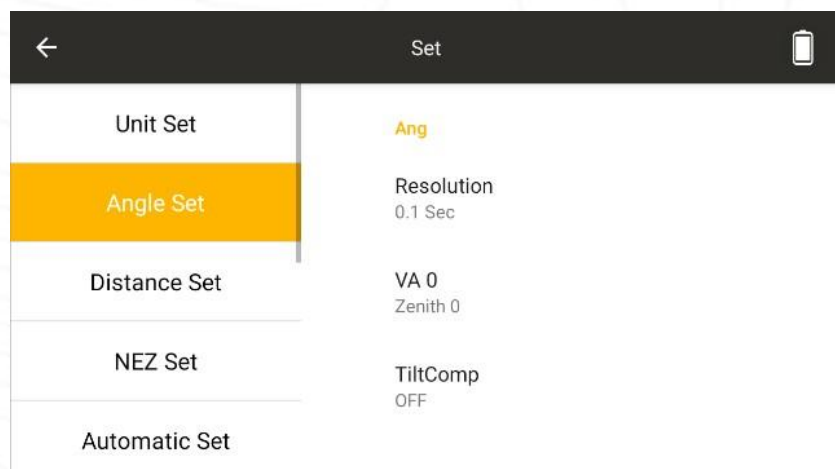 Set
Unit Set
Angle Set
Distance Set
NEZ Set
Automatic Set
Ang
Resolution
0.1 Sec
VA 0
Zenith 0
TiltComp
OFF